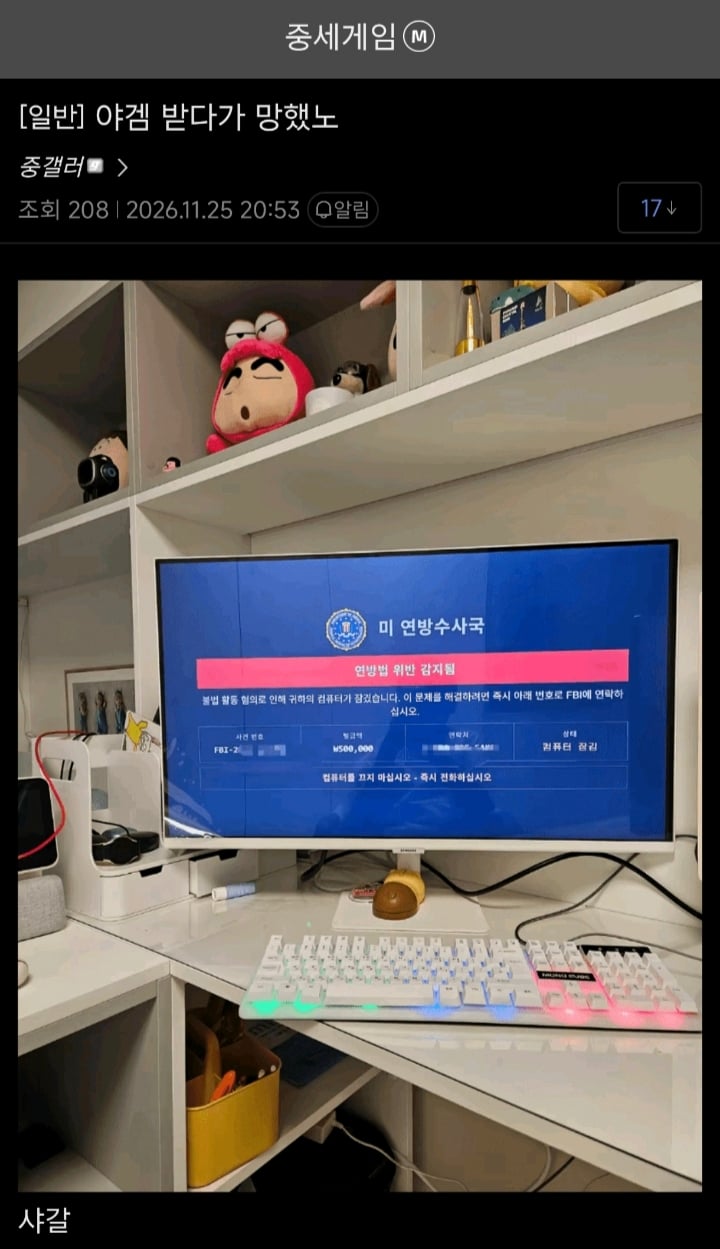 중세게임 M
[일반] 야겜 받다가 망했노
중갤러
조회 208 | 2026.11.25 20:53 알림
17↓
미 연방수사국
연방법 위반 감지됨
불법 활동 혐의로 인해 귀하의 컴퓨터가 잠겼습니다. 이 문제를 해결하려면 즉시 아래 번호로 FBI에 연락하
십시오.
사건 번호 벌금액 연락처 상태
FBI-2 ₩500,000 컴퓨터 잠김
컴퓨터를 끄지 마십시오 - 즉시 전화하십시오
샤갈